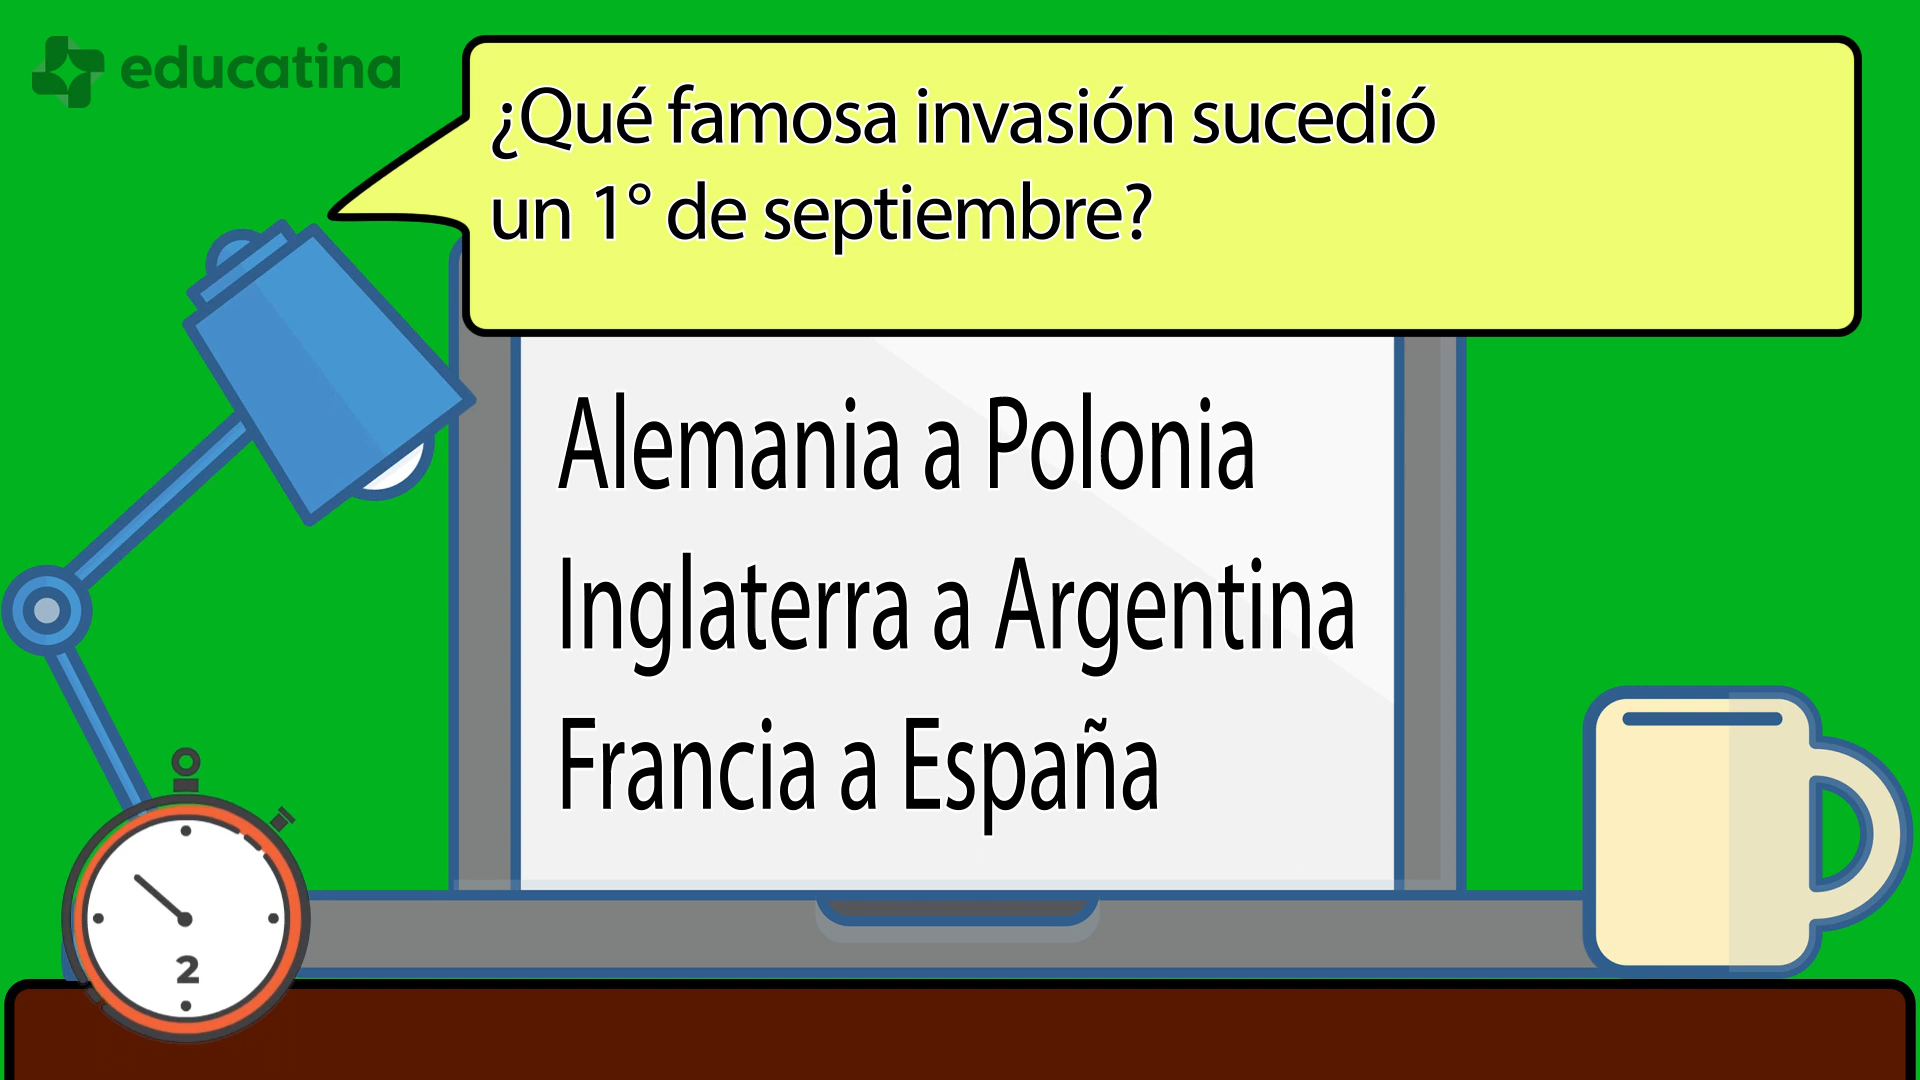 educatina
¿Qué famosa invasión sucedió
un 1° de septiembre?
Alemania a Polonia
Inglaterra a Argentina
Francia a España
2